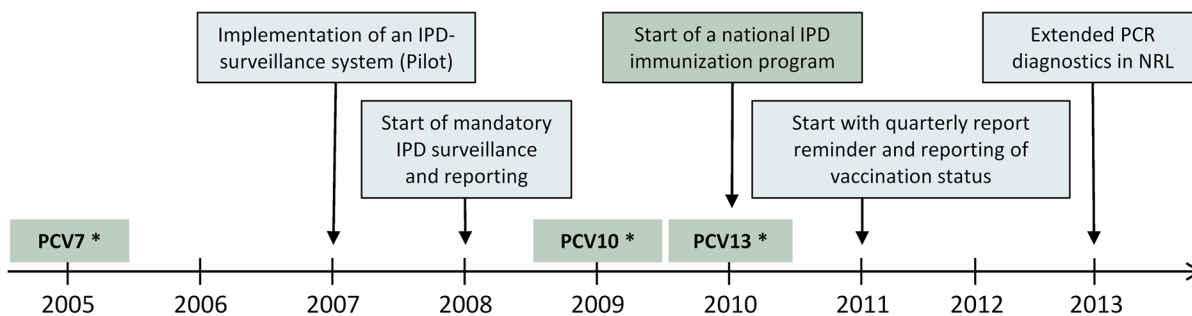 Implementation of an IPD-
surveillance system (Pilot)
Start of a national IPD
immunization program
Extended PCR
diagnostics in NRL
Start of mandatory
IPD surveillance
and reporting
Start with quarterly report
reminder and reporting of
vaccination status
PCV7 *
PCV10 *
PCV13 *
2005
2006
2007
2008
2009
2010
2011
2012
2013